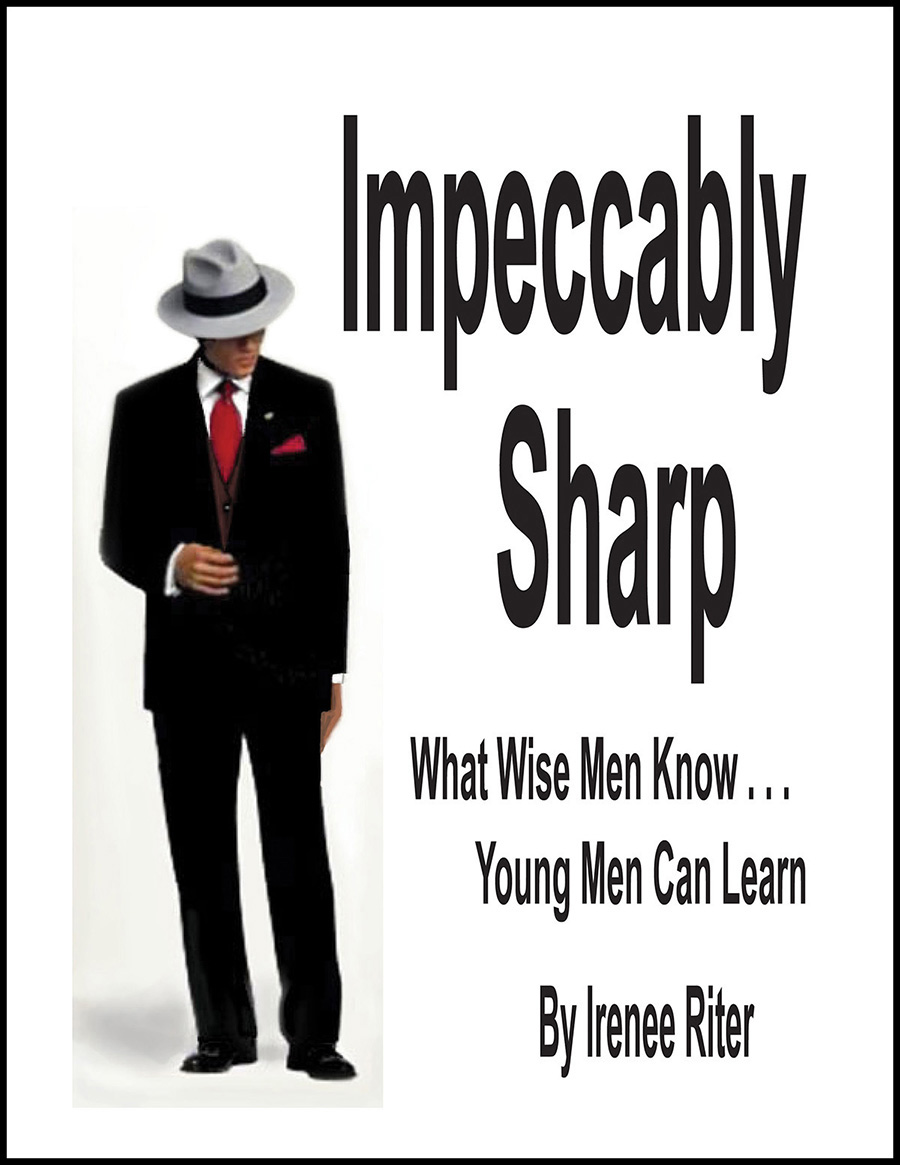 Impeccably
Sharp
What Wise Men Know . . .
Young Men Can Learn
By Irenee Riter